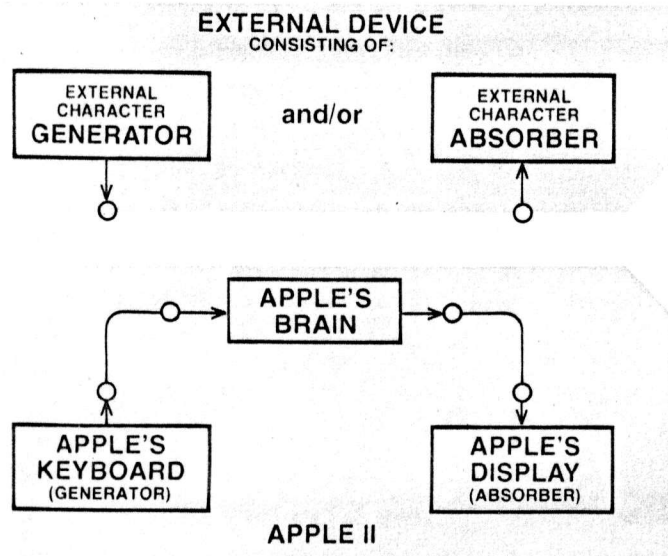 EXTERNAL DEVICE
CONSISTING OF:
EXTERNAL
CHARACTER
GENERATOR
and/or
EXTERNAL
CHARACTER
ABSORBER
APPLE'S
BRAIN
APPLE'S
KEYBOARD
(GENERATOR)
APPLE'S
DISPLAY
(ABSORBER)
APPLE II